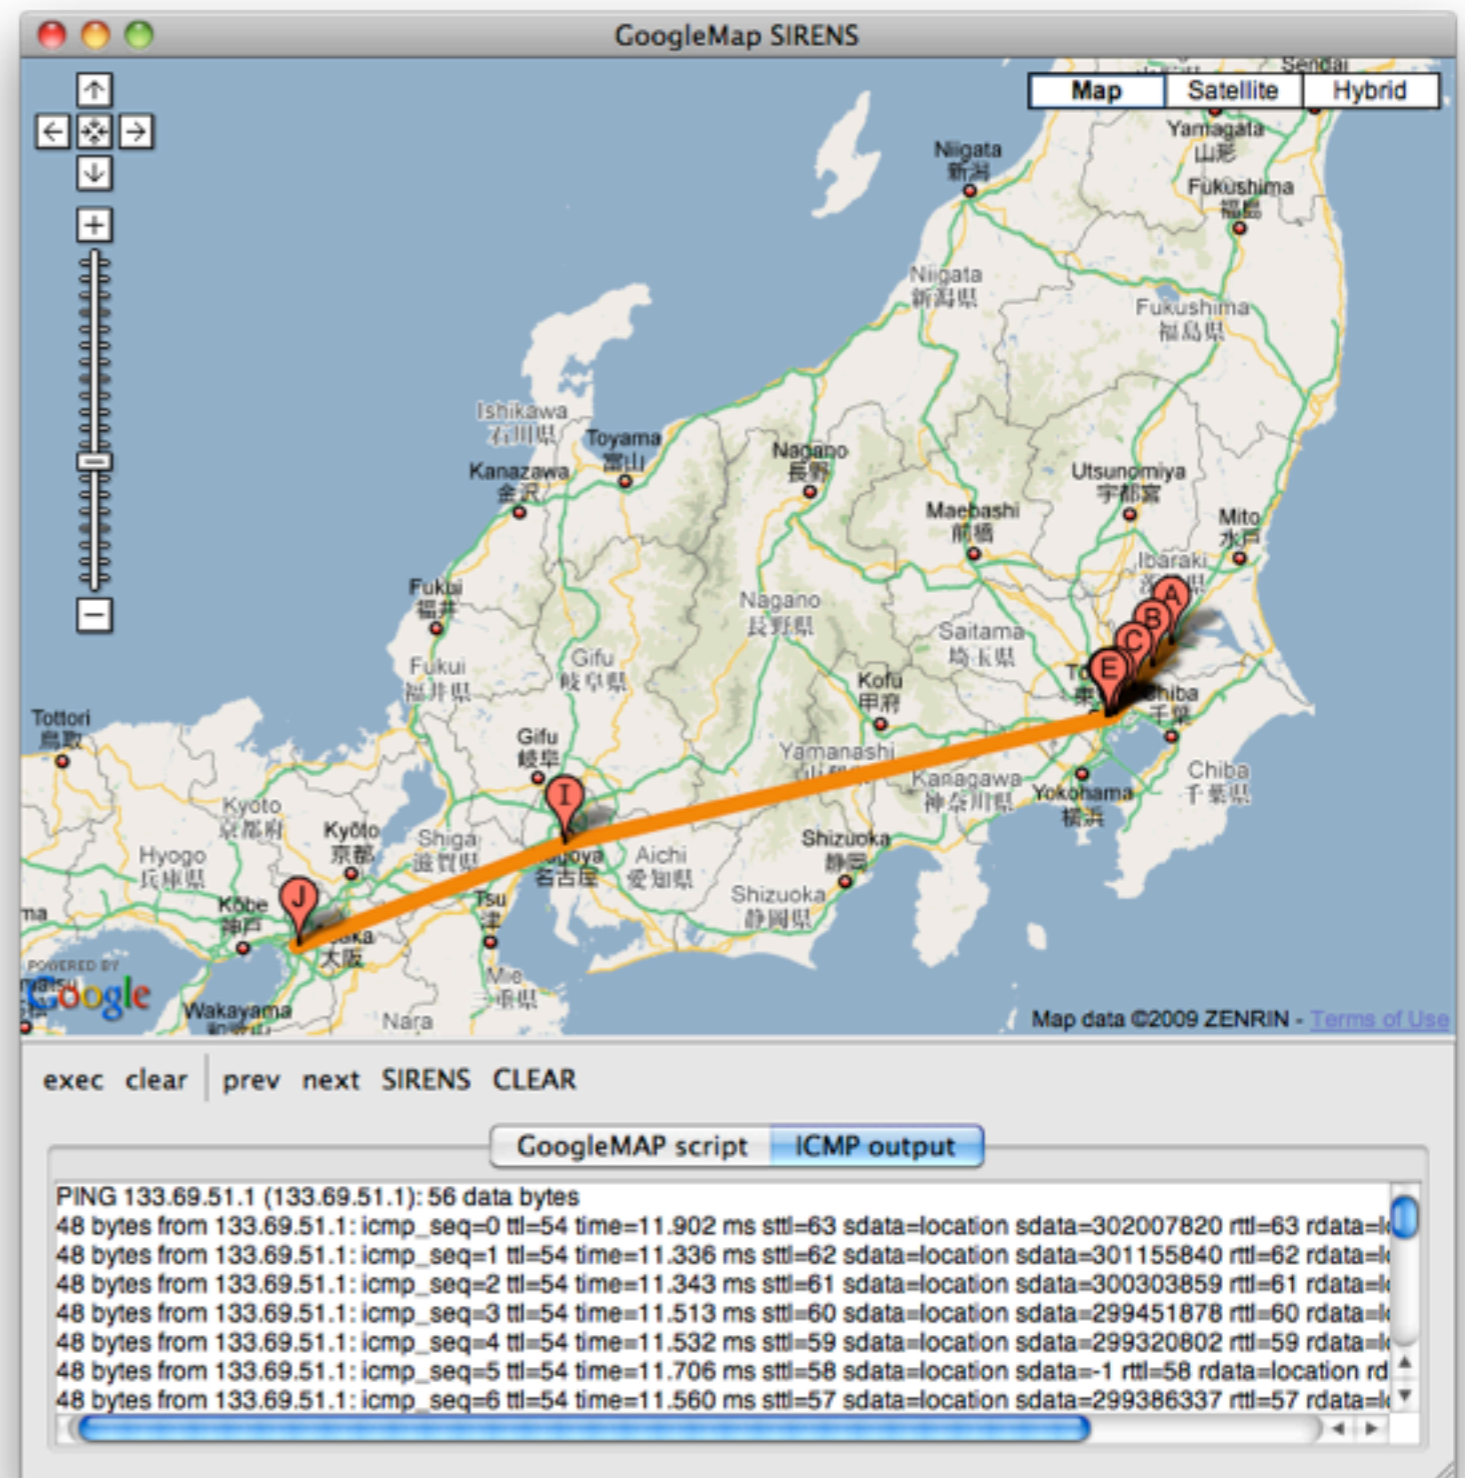 GoogleMap SIRENS
Map
Satellite
Hybrid
Sendai
Yamagata
山形
Niigata
新潟
Fukushima
福島
Niigata
新潟県
Fukushima
福島県
Ishikawa
石川県
Toyama
富山
Kanazawa
金沢
Nagano
長野
Utsunomiya
宇都宮
Maebashi
前橋
Mito
水戸
Ibaraki
A
B
C
E
Fukui
福井
Nagano
長野県
Saitama
埼玉県
Fukui
福井県
Gifu
岐阜県
Kofu
甲府
Chiba
千葉
Tottori
鳥取
Gifu
岐阜
Yamanashi
Kanagawa
神奈川県
Chiba
千葉県
Yokohama
横浜
I
Kyoto
京都府
Kyōto
京都
Shiga
滋賀県
Aichi
愛知県
名古屋
Shizuoka
静岡
Hyogo
兵庫県
J
Kōbe
神戸
Tsu
津
Shizuoka
静岡県
大阪
Mie
三重県
POWERED BY
Google
Wakayama
Nara
Map data ©2009 ZENRIN - Terms of Use
exec clear prev next SIRENS CLEAR
GoogleMAP script
ICMP output
PING 133.69.51.1 (133.69.51.1): 56 data bytes
48 bytes from 133.69.51.1: icmp_seq=0 ttl=54 time=11.902 ms sttl=63 sdata=location sdata=302007820 rttl=63
48 bytes from 133.69.51.1: icmp_seq=1 ttl=54 time=11.336 ms sttl=62 sdata=location sdata=301155840 rttl=62
48 bytes from 133.69.51.1: icmp_seq=2 ttl=54 time=11.343 ms sttl=61 sdata=location sdata=300303859 rttl=61
48 bytes from 133.69.51.1: icmp_seq=3 ttl=54 time=11.513 ms sttl=60 sdata=location sdata=299451878 rttl=60
48 bytes from 133.69.51.1: icmp_seq=4 ttl=54 time=11.532 ms sttl=59 sdata=location sdata=299320802 rttl=59
48 bytes from 133.69.51.1: icmp_seq=5 ttl=54 time=11.706 ms sttl=58 sdata=location sdata=-1 rttl=58 rdata=location rd
48 bytes from 133.69.51.1: icmp_seq=6 ttl=54 time=11.560 ms sttl=57 sdata=location sdata=299386337 rttl=57